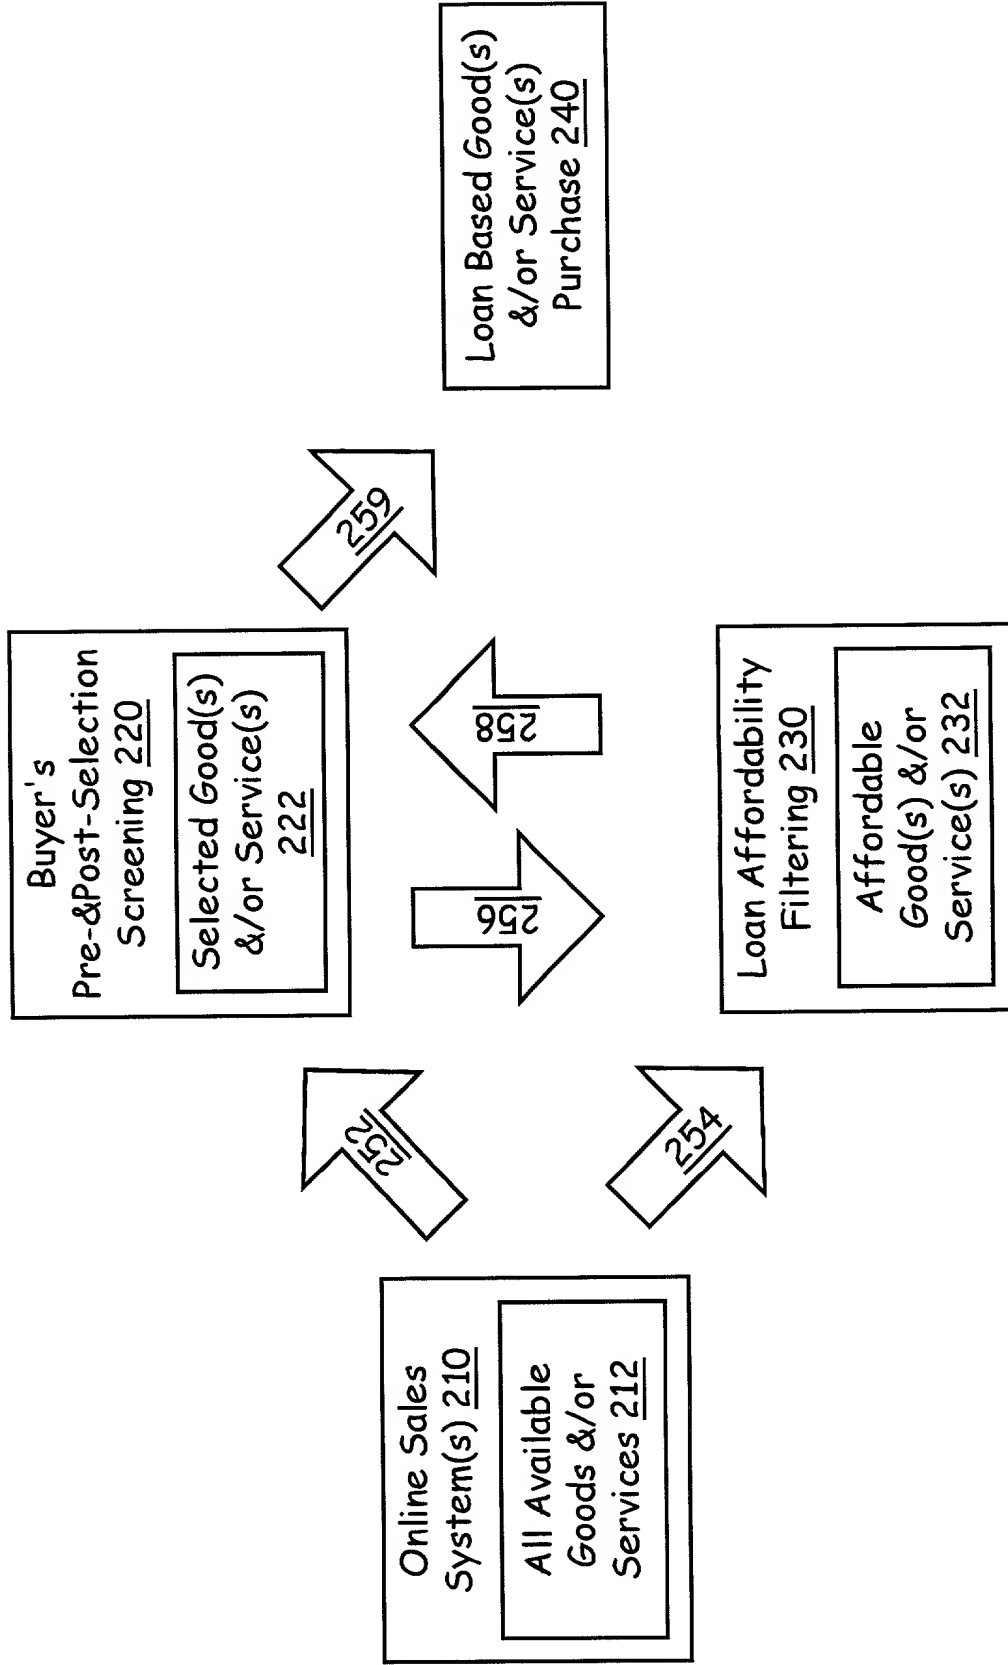 Online Sales
System(s) 210
All Available
Goods &/or
Services 212
252
254
Buyer's
Pre-&Post-Selection
Screening 220
Selected Good(s)
&/or Service(s)
222
256
258
Loan Affordability
Filtering 230
Affordable
Good(s) &/or
Service(s) 232
259
Loan Based Good(s)
&/or Service(s)
Purchase 240